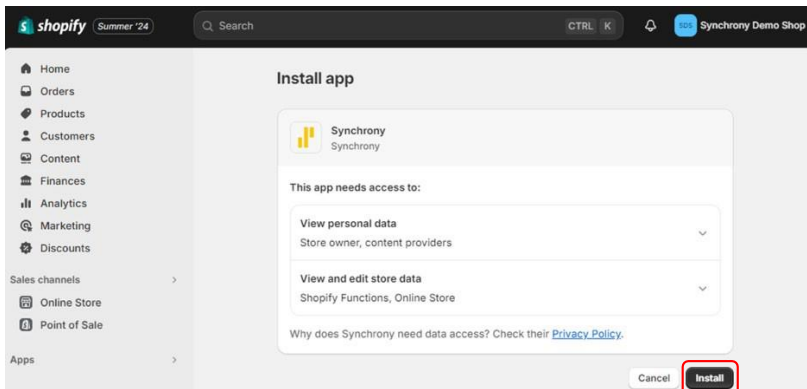 shopify Summer '24
Search CTRL K
SDS Synchrony Demo Shop
Home
Orders
Products
Customers
Content
Finances
Analytics
Marketing
Discounts
Sales channels
Online Store
Point of Sale
Apps
Install app
Synchrony
Synchrony
This app needs access to:
View personal data
Store owner, content providers
View and edit store data
Shopify Functions, Online Store
Why does Synchrony need data access? Check their Privacy Policy.
Cancel Install